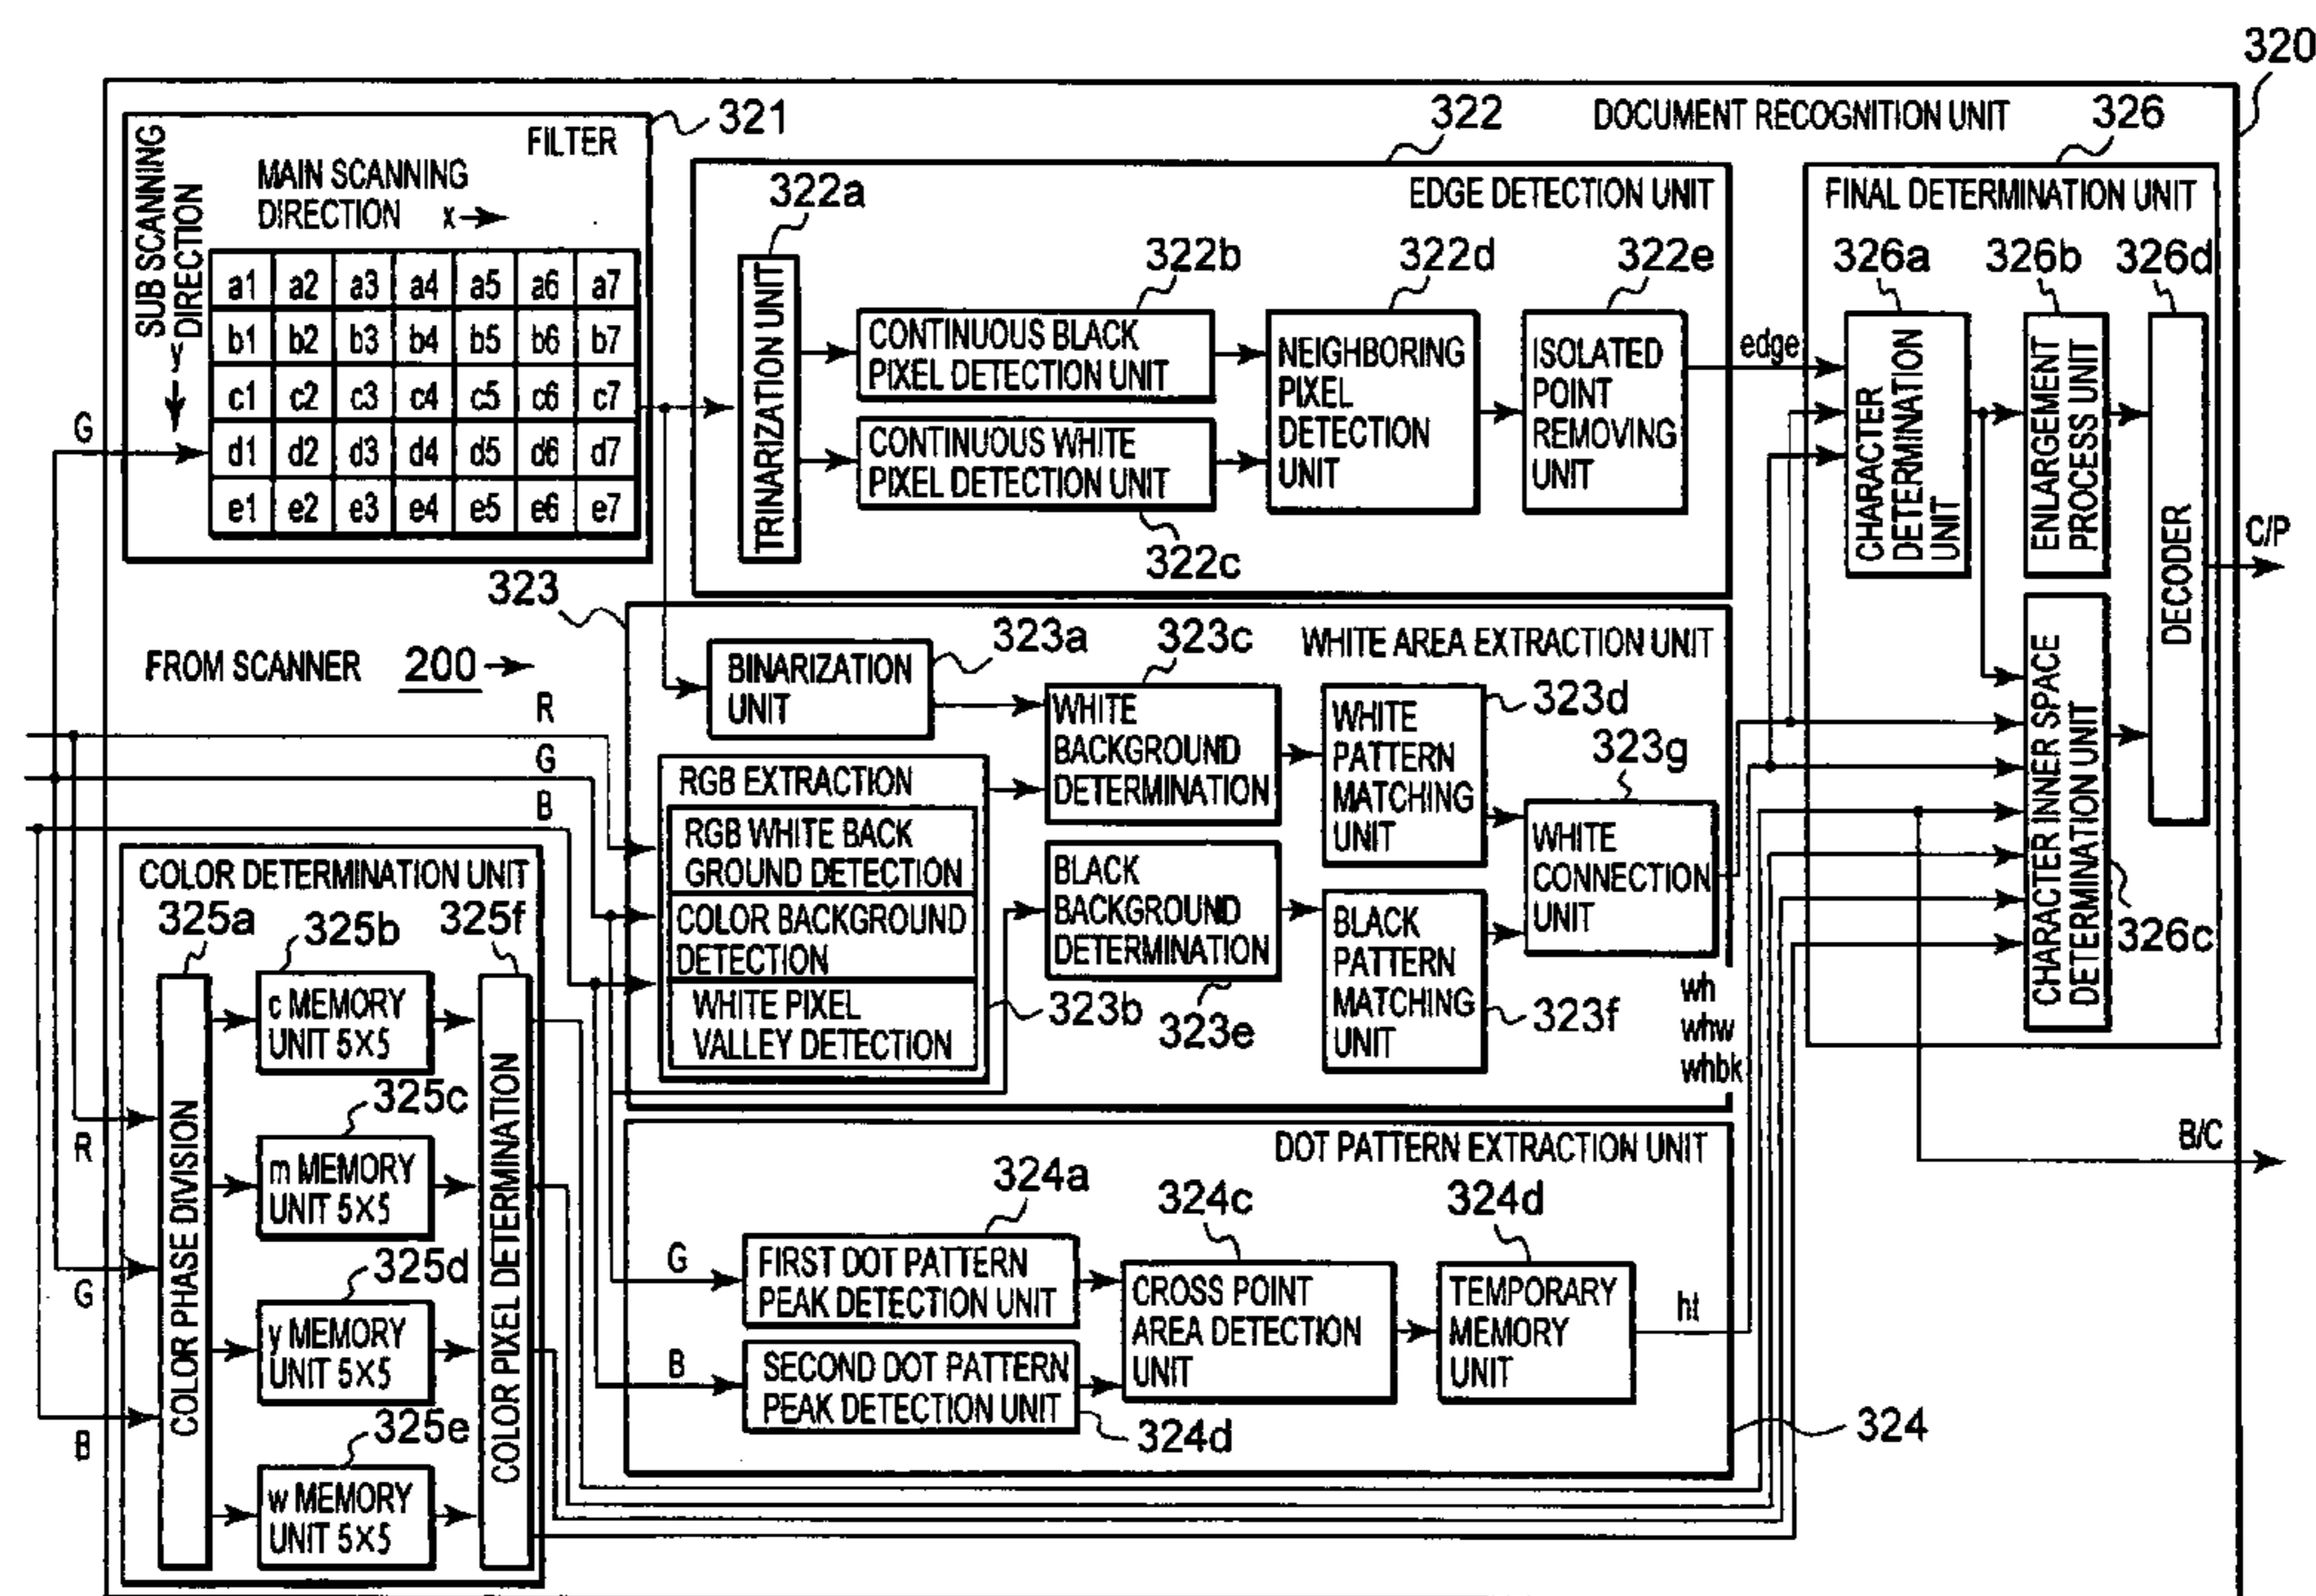 320
DOCUMENT RECOGNITION UNIT
321
FILTER
SUB SCANNING
DIRECTION
y
MAIN SCANNING
DIRECTION x
a1 a2 a3 a4 a5 a6 a7
b1 b2 b3 b4 b5 b6 b7
c1 c2 c3 c4 c5 c6 c7
d1 d2 d3 d4 d5 d6 d7
e1 e2 e3 e4 e5 e6 e7
G
322
EDGE DETECTION UNIT
322a
TRINARIZATION UNIT
322b
CONTINUOUS BLACK
PIXEL DETECTION UNIT
CONTINUOUS WHITE
PIXEL DETECTION UNIT
322c
322d
NEIGHBORING
PIXEL
DETECTION
UNIT
322e
ISOLATED
POINT
REMOVING
UNIT
edge
326
FINAL DETERMINATION UNIT
326a
CHARACTER
DETERMINATION
UNIT
326b
ENLARGEMENT
PROCESS UNIT
326d
DECODER
C/P
CHARACTER INNER SPACE
DETERMINATION UNIT
326c
B/C
FROM SCANNER 200
R
G
B
323
WHITE AREA EXTRACTION UNIT
323a
BINARIZATION
UNIT
RGB EXTRACTION
RGB WHITE BACK
GROUND DETECTION
COLOR BACKGROUND
DETECTION
WHITE PIXEL
VALLEY DETECTION
323b
323c
WHITE
BACKGROUND
DETERMINATION
BLACK
BACKGROUND
DETERMINATION
323e
323d
WHITE
PATTERN
MATCHING
UNIT
BLACK
PATTERN
MATCHING
UNIT
323f
323g
WHITE
CONNECTION
UNIT
wh
whw
whbk
COLOR DETERMINATION UNIT
325a
COLOR PHASE DIVISION
325b
c MEMORY
UNIT 5×5
325c
m MEMORY
UNIT 5×5
325d
y MEMORY
UNIT 5×5
325e
w MEMORY
UNIT 5×5
325f
COLOR PIXEL DETERMINATION
R
G
B
DOT PATTERN EXTRACTION UNIT
324a
G
FIRST DOT PATTERN
PEAK DETECTION UNIT
B
SECOND DOT PATTERN
PEAK DETECTION UNIT
324d
324c
CROSS POINT
AREA DETECTION
UNIT
324d
TEMPORARY
MEMORY
UNIT
ht
324